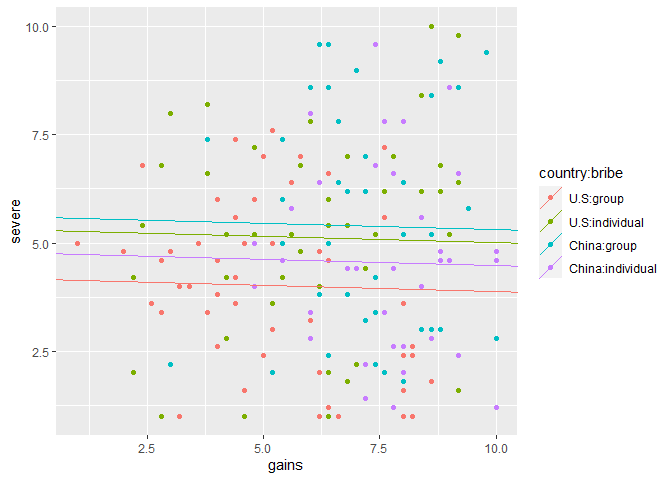 10.0
7.5
5.0
2.5
severe
2.5
5.0
7.5
10.0
gains
country:bribe
U.S:group
U.S:individual
China:group
China:individual